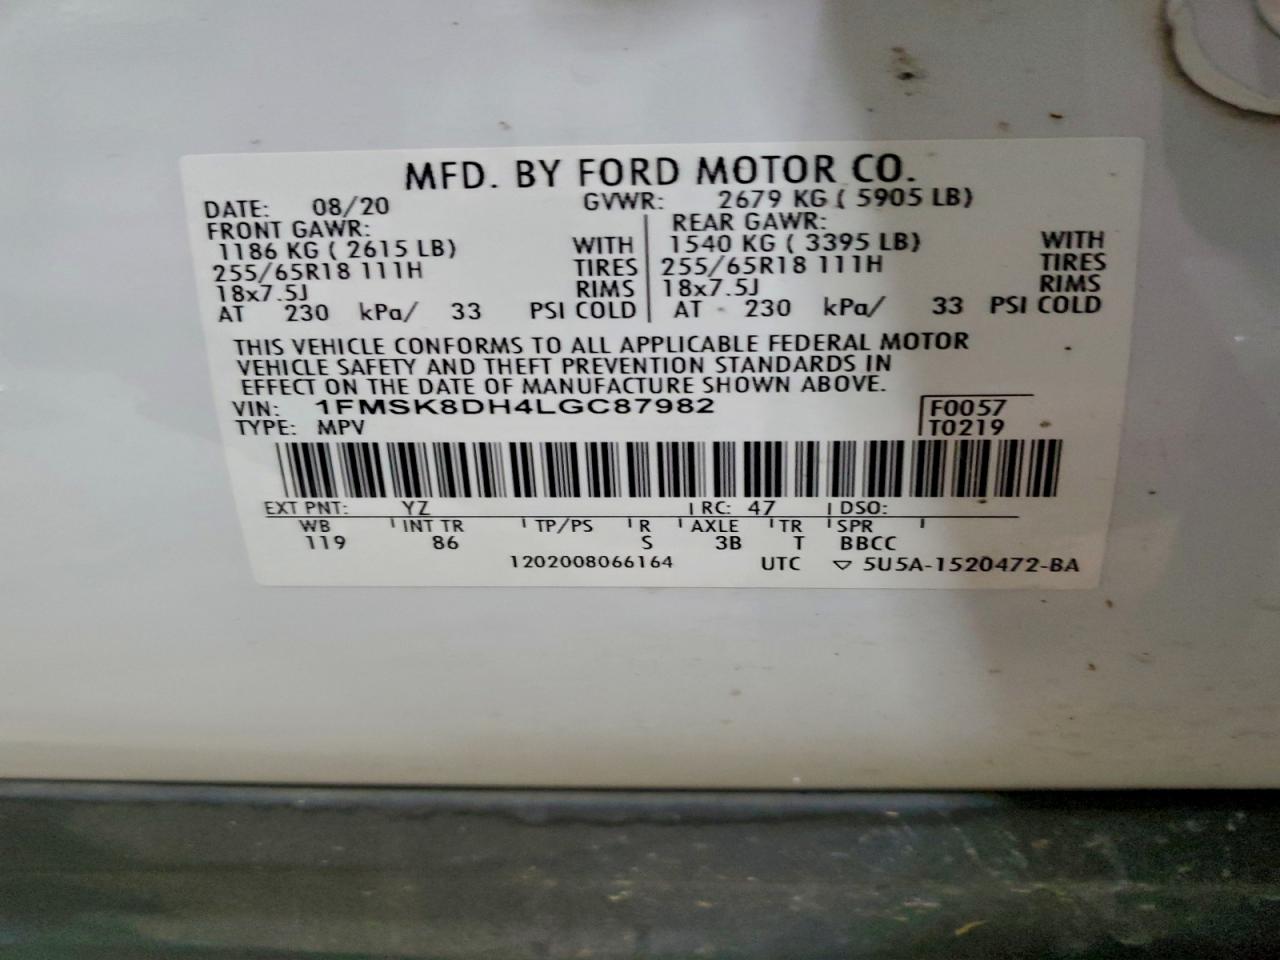 MFD. BY FORD MOTOR CO.
DATE: 08/20 GVWR: 2679 KG ( 5905 LB)
FRONT GAWR: REAR GAWR:
1186 KG ( 2615 LB) WITH 1540 KG ( 3395 LB) WITH
255/65R18 111H TIRES 255/65R18 111H TIRES
18x7.5J RIMS 18x7.5J RIMS
AT 230 kPa/ 33 PSI COLD AT 230 kPa/ 33 PSI COLD
THIS VEHICLE CONFORMS TO ALL APPLICABLE FEDERAL MOTOR
VEHICLE SAFETY AND THEFT PREVENTION STANDARDS IN
EFFECT ON THE DATE OF MANUFACTURE SHOWN ABOVE.
VIN: 1FMSK8DH4LGC87982 F0057
TYPE: MPV T0219
EXT PNT: YZ RC: 47 DSO:
WB INT TR TP/PS R AXLE TR SPR
119 86 S 3B T BBCC
1202008066164 UTC ▽ 5U5A-1520472-BA